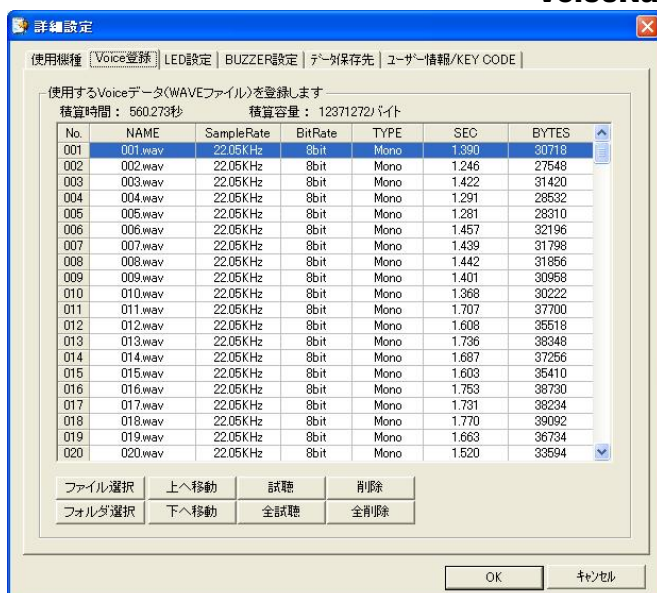 詳細設定
使用機種 Voice登録 LED設定 BUZZER設定 データ保存先 ユーザー情報/KEY CODE
使用するVoiceデータ(WAVEファイル)を登録します
積算時間： 560.273秒 積算容量： 12371272バイト
No. NAME SampleRate BitRate TYPE SEC BYTES
001 001.wav 22.05KHz 8bit Mono 1.390 30718
002 002.wav 22.05KHz 8bit Mono 1.246 27548
003 003.wav 22.05KHz 8bit Mono 1.422 31420
004 004.wav 22.05KHz 8bit Mono 1.291 28532
005 005.wav 22.05KHz 8bit Mono 1.281 28310
006 006.wav 22.05KHz 8bit Mono 1.457 32196
007 007.wav 22.05KHz 8bit Mono 1.439 31798
008 008.wav 22.05KHz 8bit Mono 1.442 31856
009 009.wav 22.05KHz 8bit Mono 1.401 30958
010 010.wav 22.05KHz 8bit Mono 1.368 30222
011 011.wav 22.05KHz 8bit Mono 1.707 37700
012 012.wav 22.05KHz 8bit Mono 1.608 35518
013 013.wav 22.05KHz 8bit Mono 1.736 38348
014 014.wav 22.05KHz 8bit Mono 1.687 37256
015 015.wav 22.05KHz 8bit Mono 1.603 35410
016 016.wav 22.05KHz 8bit Mono 1.753 38730
017 017.wav 22.05KHz 8bit Mono 1.731 38234
018 018.wav 22.05KHz 8bit Mono 1.770 39092
019 019.wav 22.05KHz 8bit Mono 1.663 36734
020 020.wav 22.05KHz 8bit Mono 1.520 33594
ファイル選択 上へ移動 試聴 削除
フォルダ選択 下へ移動 全試聴 全削除
OK キャンセル